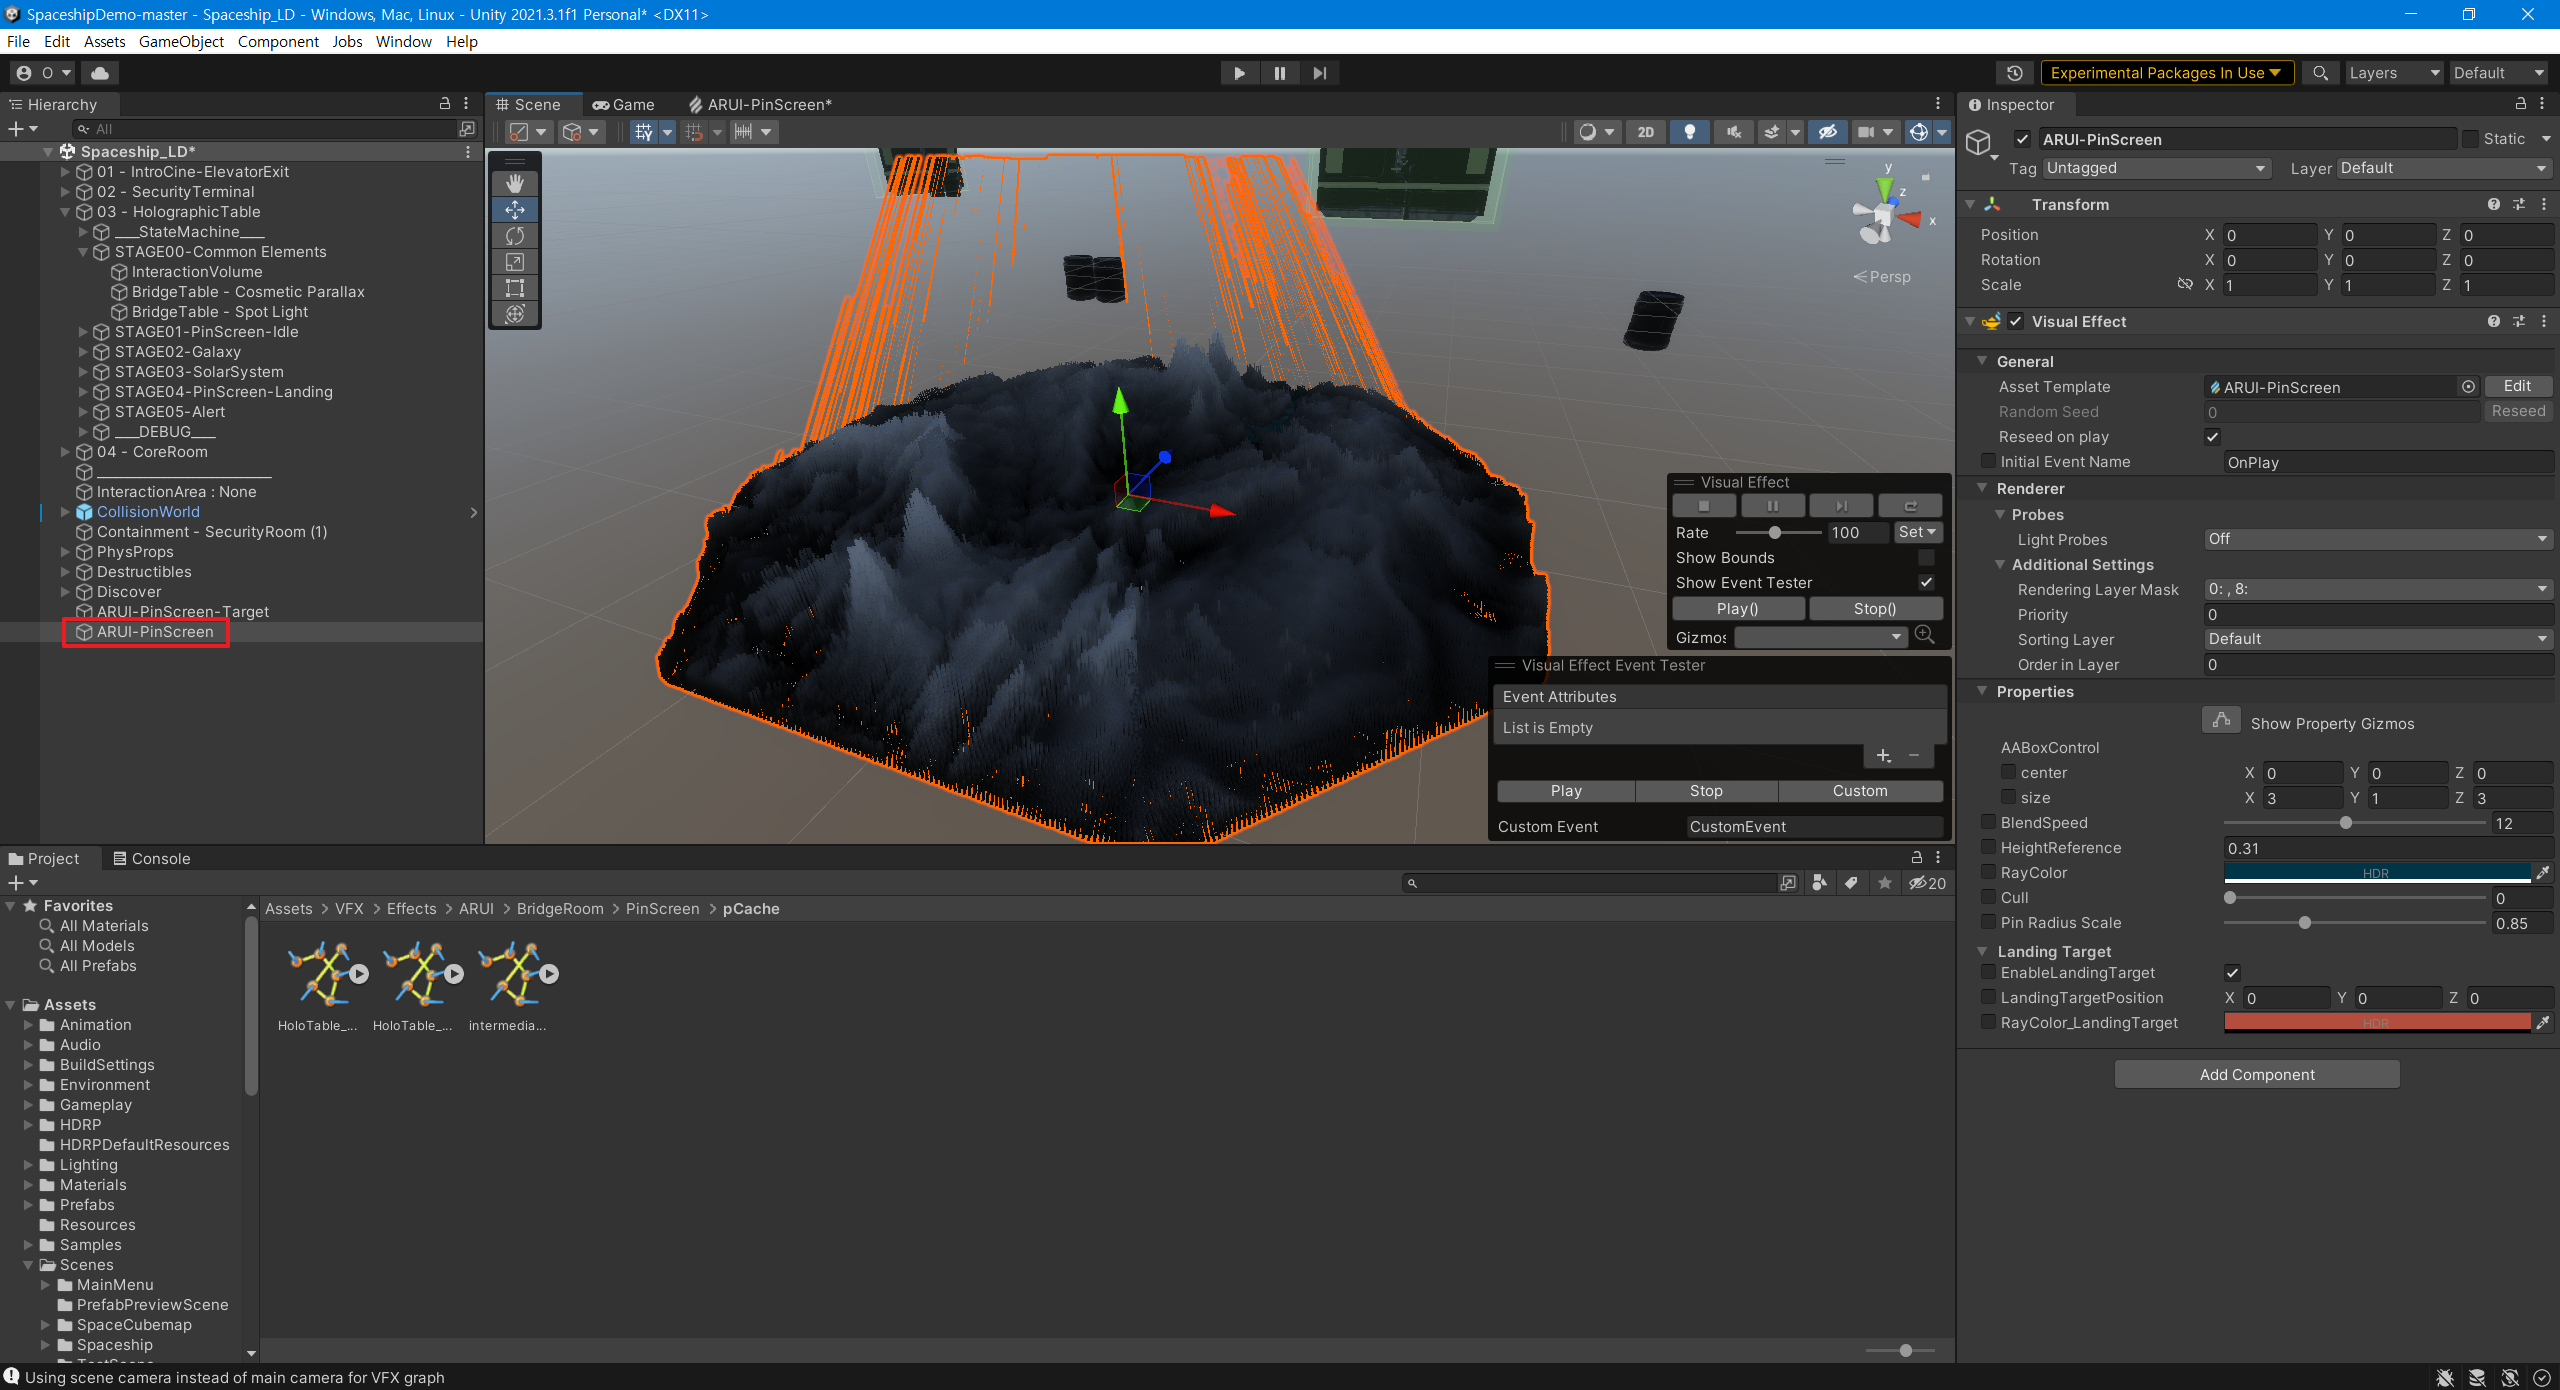 SpaceshipDemo-master - Spaceship_LD - Windows, Mac, Linux - Unity 2021.3.1f1 Personal* <DX11>
File Edit Assets GameObject Component Jobs Window Help
O
Experimental Packages In Use
Layers
Default
Hierarchy
All
Spaceship_LD*
01 - IntroCine-ElevatorExit
02 - SecurityTerminal
03 - HolographicTable
___StateMachine___
STAGE00-Common Elements
InteractionVolume
BridgeTable - Cosmetic Parallax
BridgeTable - Spot Light
STAGE01-PinScreen-Idle
STAGE02-Galaxy
STAGE03-SolarSystem
STAGE04-PinScreen-Landing
STAGE05-Alert
___DEBUG___
04 - CoreRoom
____________________
InteractionArea : None
CollisionWorld
Containment - SecurityRoom (1)
PhysProps
Destructibles
Discover
ARUI-PinScreen-Target
ARUI-PinScreen
Scene
Game
ARUI-PinScreen*
2D
y
z
x
Persp
Visual Effect
Rate
100
Set
Show Bounds
Show Event Tester
Play()
Stop()
Gizmos
Visual Effect Event Tester
Event Attributes
List is Empty
Play
Stop
Custom
Custom Event
CustomEvent
Inspector
ARUI-PinScreen
Static
Tag
Untagged
Layer
Default
Transform
Position X 0 Y 0 Z 0
Rotation X 0 Y 0 Z 0
Scale X 1 Y 1 Z 1
Visual Effect
General
Asset Template
ARUI-PinScreen
Edit
Random Seed
0
Reseed
Reseed on play
Initial Event Name
OnPlay
Renderer
Probes
Light Probes
Off
Additional Settings
Rendering Layer Mask
0: , 8:
Priority
0
Sorting Layer
Default
Order in Layer
0
Properties
Show Property Gizmos
AABoxControl
center X 0 Y 0 Z 0
size X 3 Y 1 Z 3
BlendSpeed
12
HeightReference
0.31
RayColor
HDR
Cull
0
Pin Radius Scale
0.85
Landing Target
EnableLandingTarget
LandingTargetPosition X 0 Y 0 Z 0
RayColor_LandingTarget
HDR
Add Component
Project
Console
20
Favorites
All Materials
All Models
All Prefabs
Assets
Animation
Audio
BuildSettings
Environment
Gameplay
HDRP
HDRPDefaultResources
Lighting
Materials
Prefabs
Resources
Samples
Scenes
MainMenu
PrefabPreviewScene
SpaceCubemap
Spaceship
Assets > VFX > Effects > ARUI > BridgeRoom > PinScreen > pCache
HoloTable_...
HoloTable_...
intermedia...
Using scene camera instead of main camera for VFX graph